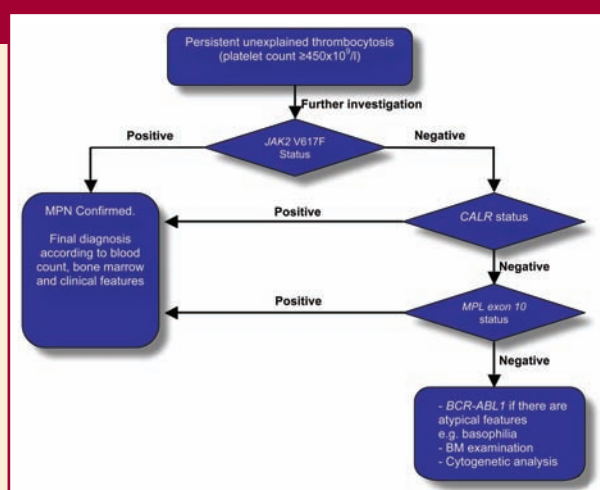 Persistent unexplained thrombocytosis
(platelet count ≥450x10⁹/l)
Further investigation
Positive
JAK2 V617F
Status
Negative
MPN Confirmed.
Final diagnosis
according to blood
count, bone marrow
and clinical features
Positive
CALR status
Negative
Positive
MPL exon 10
status
Negative
- BCR-ABL1 if there are
atypical features
e.g. basophilia
- BM examination
- Cytogenetic analysis